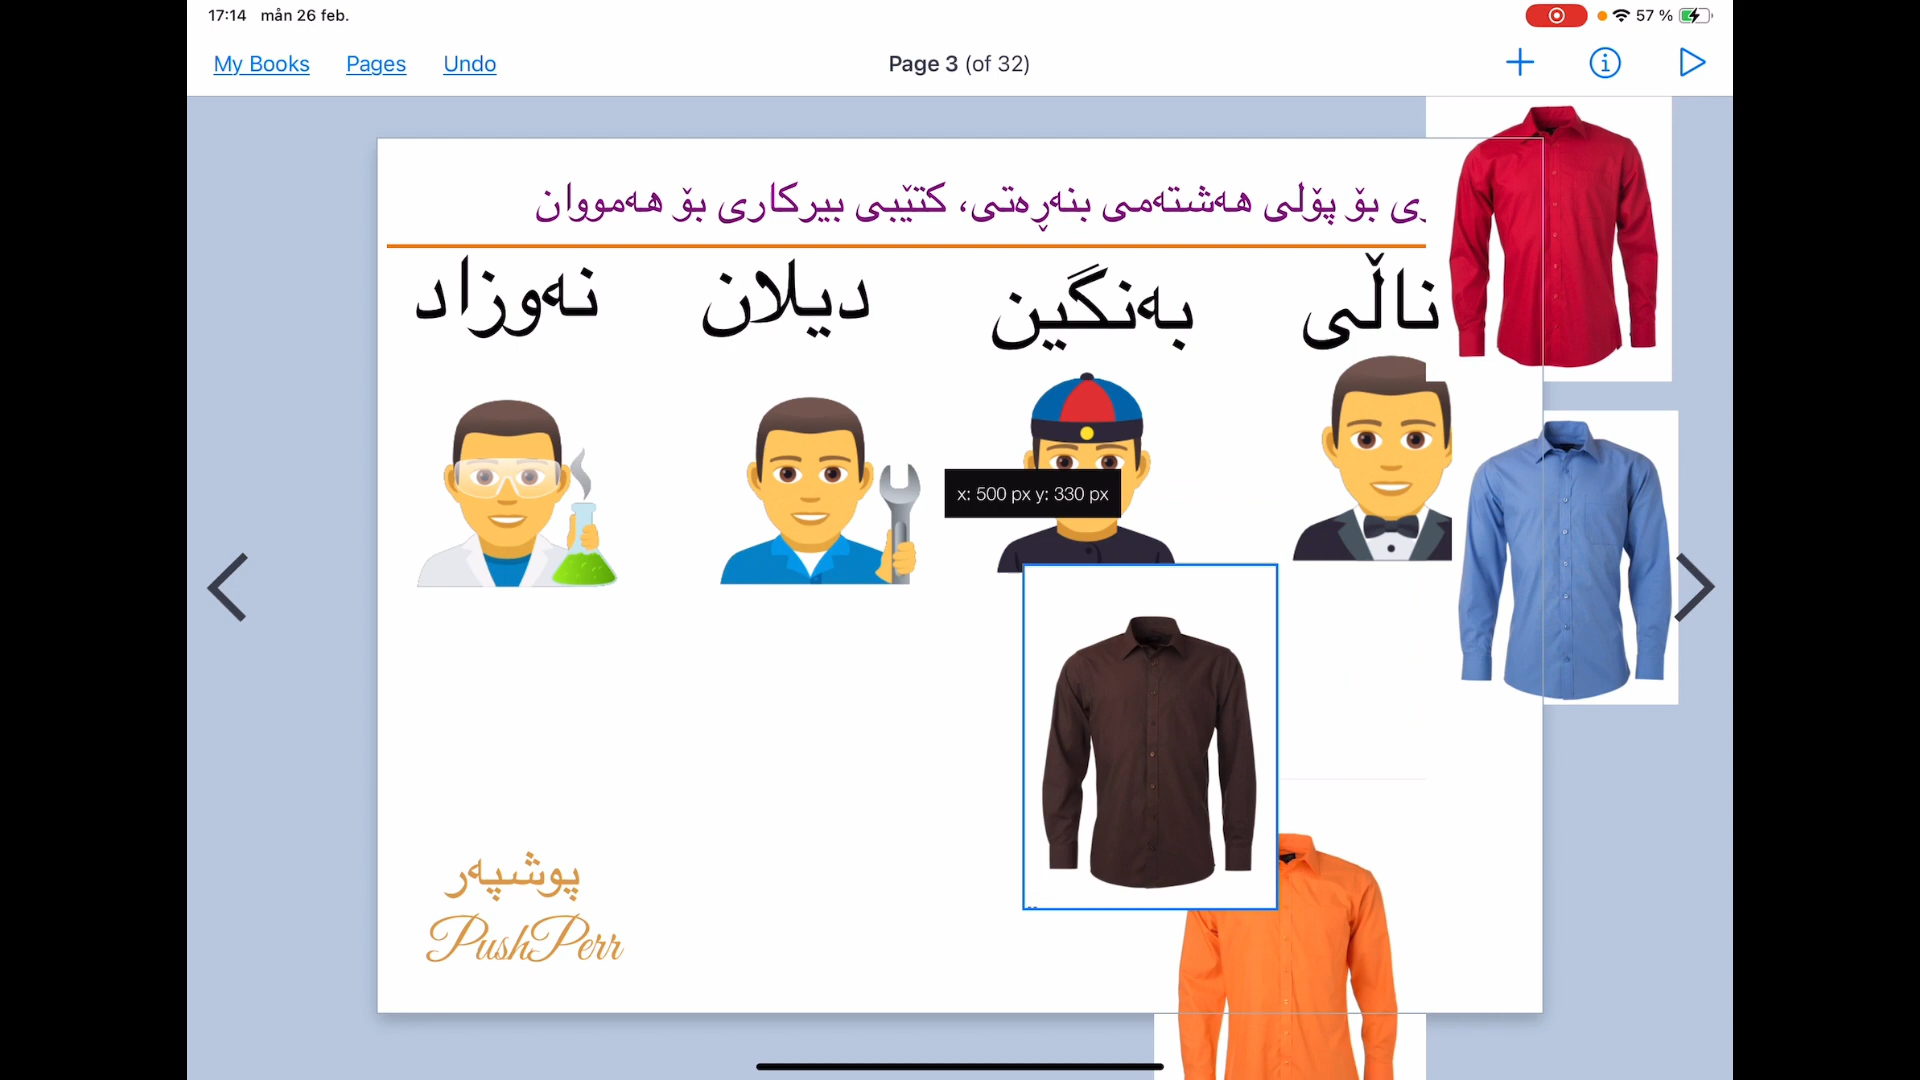 17:14 mån 26 feb.
57 %
My Books Pages Undo
Page 3 (of 32)
ی بۆ پۆلی هەشتەمی بنەڕەتی، کتێبی بیرکاری بۆ هەمووان
ناڵی بەنگین دیلان نەوزاد
x: 500 px y: 330 px
پوشپەر
PushPerr